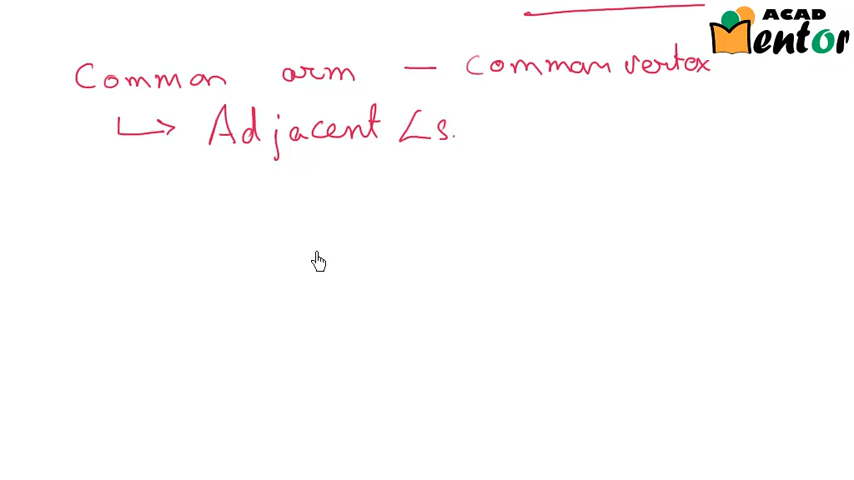 ACAD
Mentor
Common arm — common vertex
↳ Adjacent ∠s.